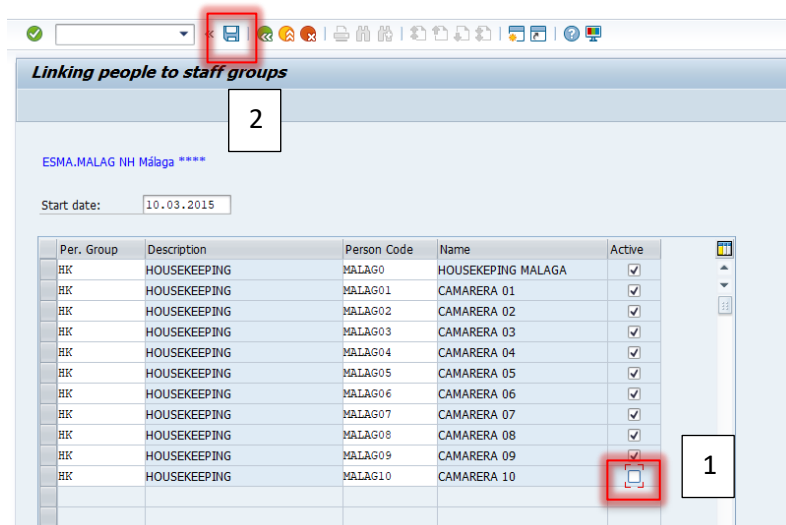 Linking people to staff groups
2
ESMA.MALAG NH Málaga ****
Start date: 10.03.2015
Per. Group Description Person Code Name Active
HK HOUSEKEEPING MALAG0 HOUSEKEPING MALAGA
HK HOUSEKEEPING MALAG01 CAMARERA 01
HK HOUSEKEEPING MALAG02 CAMARERA 02
HK HOUSEKEEPING MALAG03 CAMARERA 03
HK HOUSEKEEPING MALAG04 CAMARERA 04
HK HOUSEKEEPING MALAG05 CAMARERA 05
HK HOUSEKEEPING MALAG06 CAMARERA 06
HK HOUSEKEEPING MALAG07 CAMARERA 07
HK HOUSEKEEPING MALAG08 CAMARERA 08
HK HOUSEKEEPING MALAG09 CAMARERA 09
HK HOUSEKEEPING MALAG10 CAMARERA 10
1